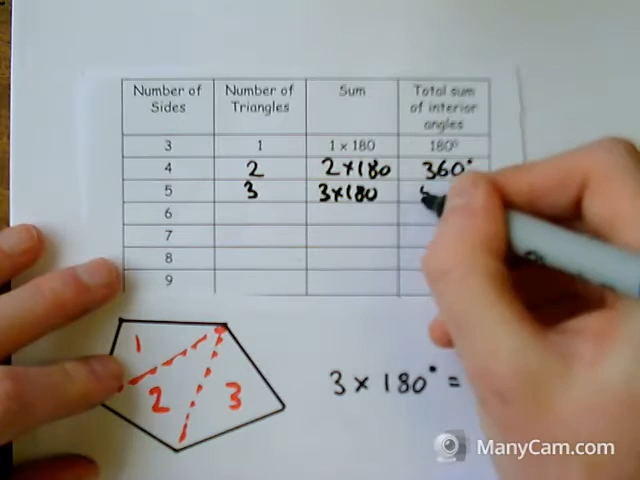 Number of Sides
Number of Triangles
Sum
Total sum of interior angles
3 1 1 x 180 180°
4 2 2×180 360°
5 3 3×180
6
7
8
9
1
2
3
3 × 180° =
ManyCam.com